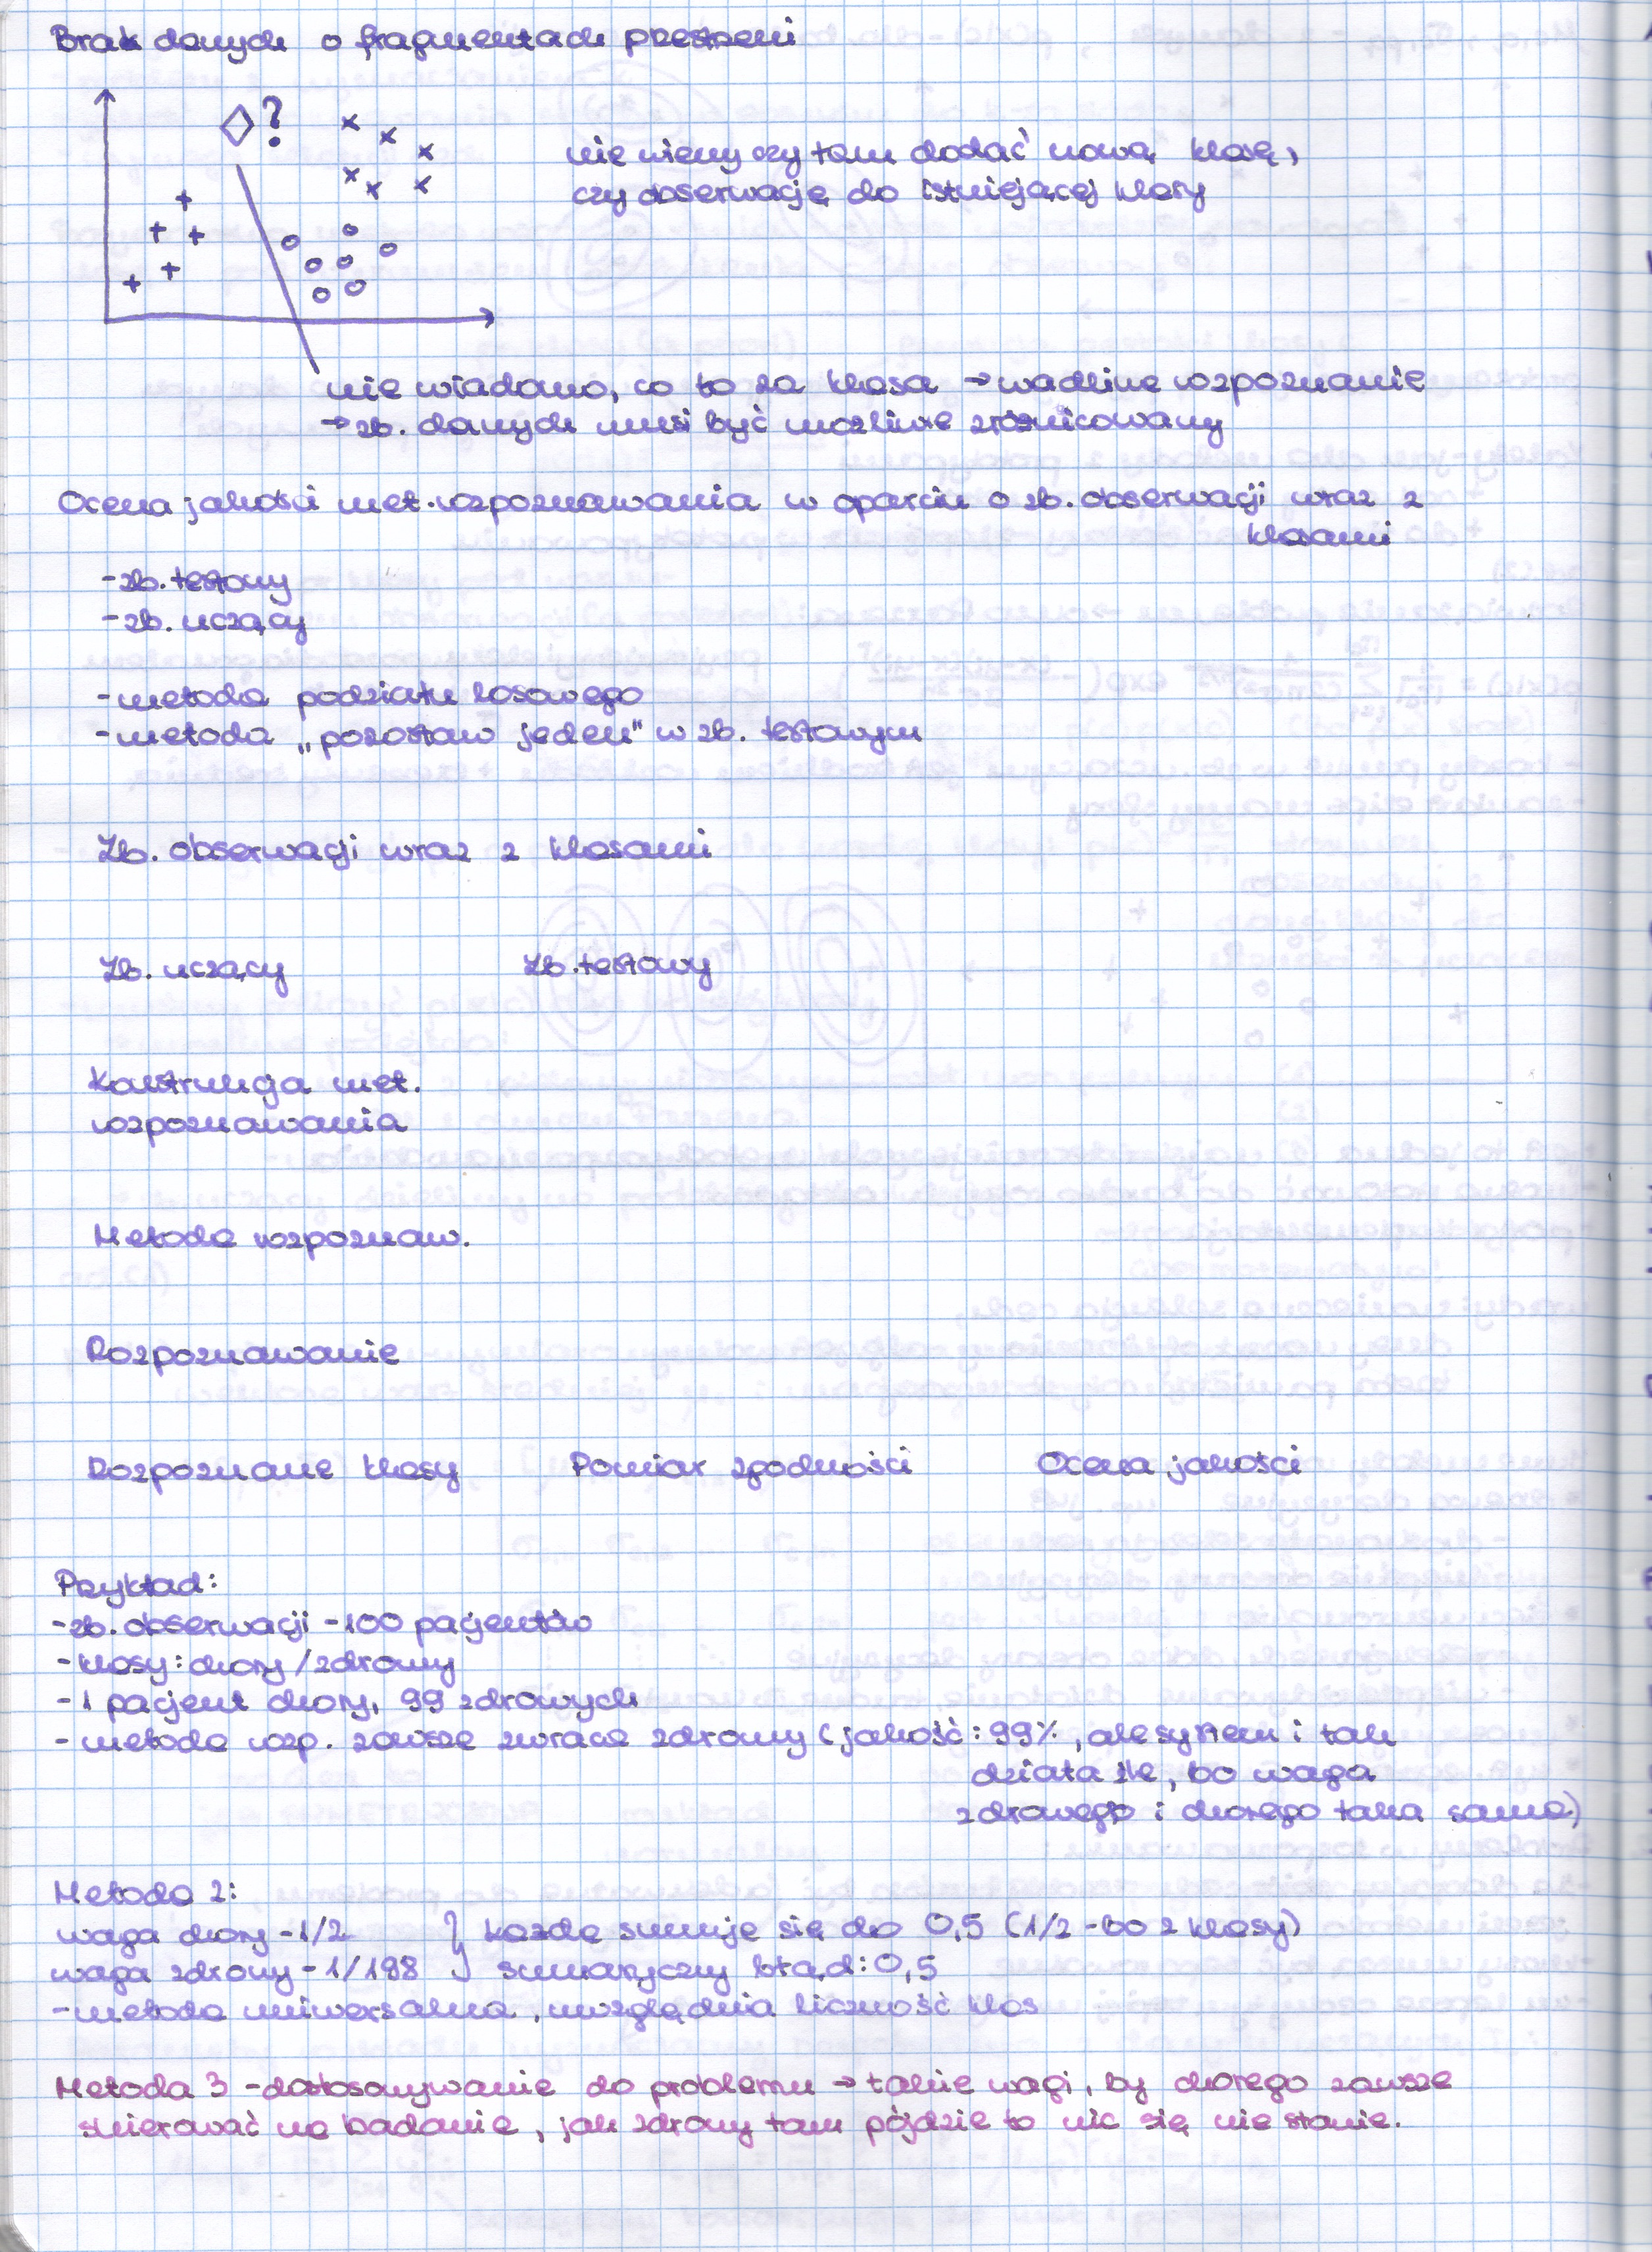 Brak danych o fragmentach przestrzeni
?
nie wiemy czy tam dodać nową klasę,
czy obserwację do istniejącej klasy
nie wiadomo, co to za klasa → wadliwe rozpoznanie
→ zb. danych musi być możliwie zróżnicowany
Ocena jakości met. rozpoznawania w oparciu o zb. obserwacji wraz z
klasami
- zb. testowy
- zb. uczący
- metoda podziału losowego
- metoda „pozostaw jeden" w zb. testowym
Zb. obserwacji wraz z klasami
Zb. uczący Zb. testowy
Konstrukcja met.
rozpoznawania
Metoda rozpoznaw.
Rozpoznawanie
Rozpoznane klasy Pomiar zgodności Ocena jakości
Przykład:
- zb. obserwacji - 100 pacjentów
- klasy: chory / zdrowy
- 1 pacjent chory, 99 zdrowych
- metoda rozp. zawsze zwraca zdrowy (jakość: 99%, ale system i tak
działa źle, bo waga
zdrowego i chorego taka sama)
Metoda 2:
waga chory - 1/2 } każda sumuje się do 0,5 (1/2 - bo 2 klasy)
waga zdrowy - 1/198 sumaryczny błąd: 0,5
- metoda uniwersalna, uwzględnia liczność klas
Metoda 3 - dostosowywanie do problemu → takie wagi, by chorego zawsze
skierować na badanie, jak zdrowy tam pójdzie to nic się nie stanie.